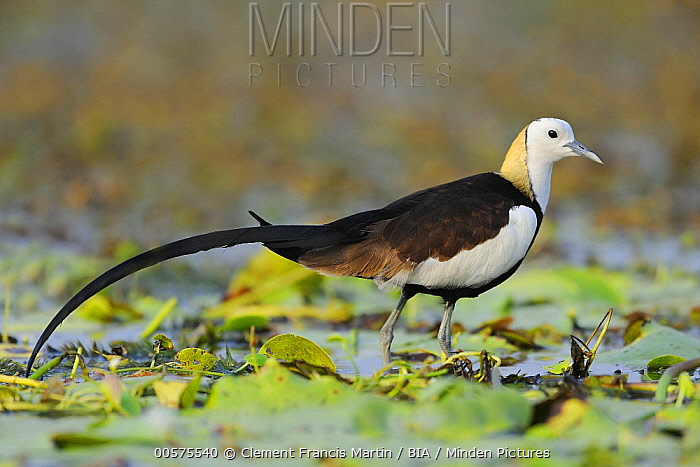 MINDEN
PICTURES
00575540 © Clement Francis Martin / BIA / Minden Pictures